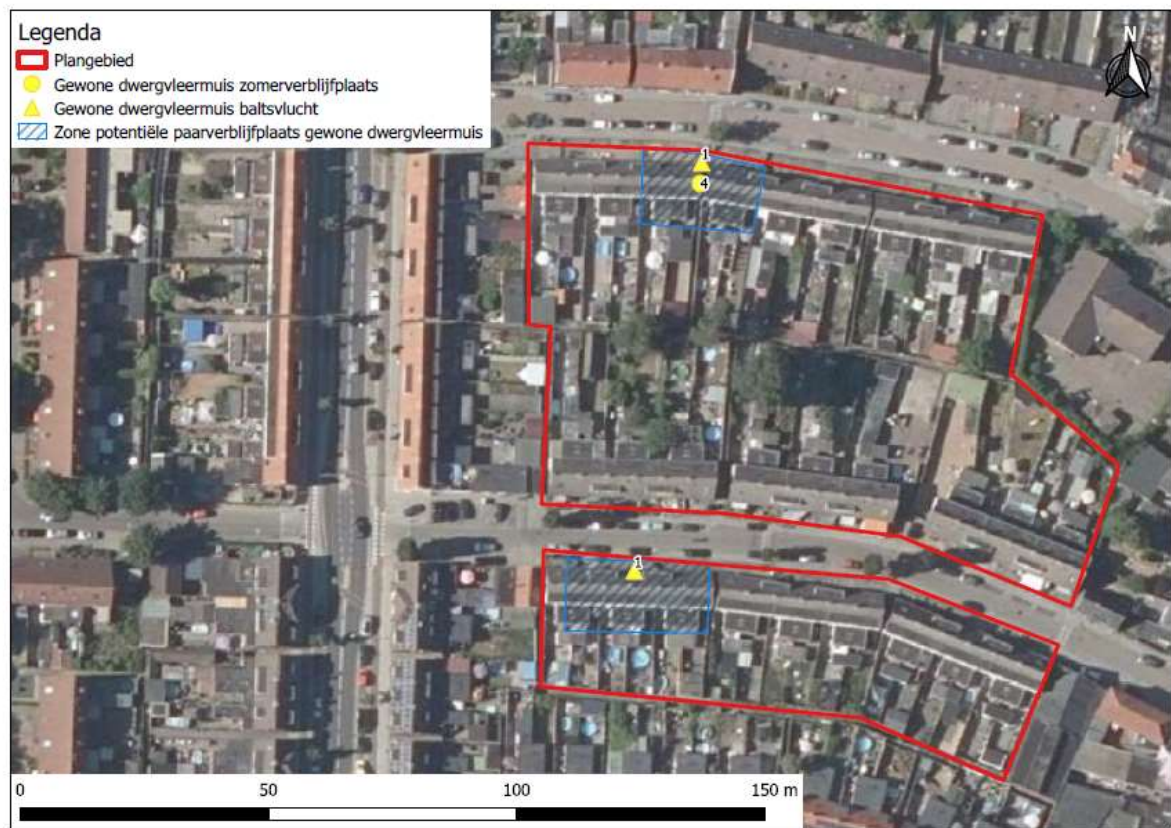 Legenda
Plangebied
Gewone dwergvleermuis zomerverblijfplaats
Gewone dwergvleermuis baltsvlucht
Zone potentiële paarverblijfplaats gewone dwergvleermuis
N
1
4
1
0 50 100 150 m